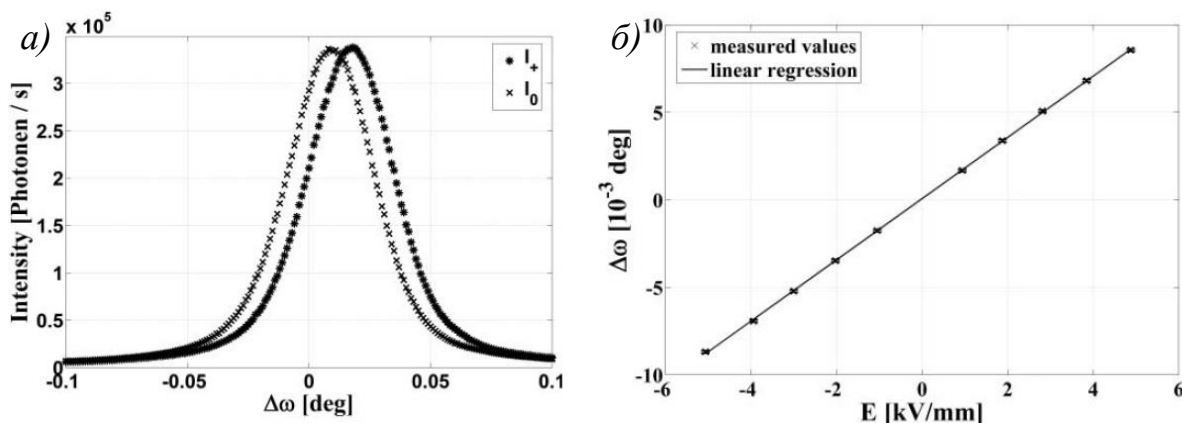 а)
x 10^5
I_+
I_0
3
2.5
2
1.5
1
0.5
0
-0.1
-0.05
0
0.05
0.1
Intensity [Photonen / s]
Δω [deg]
б)
measured values
linear regression
10
5
0
-5
-10
-6
-4
-2
0
2
4
6
Δω [10^-3 deg]
E [kV/mm]